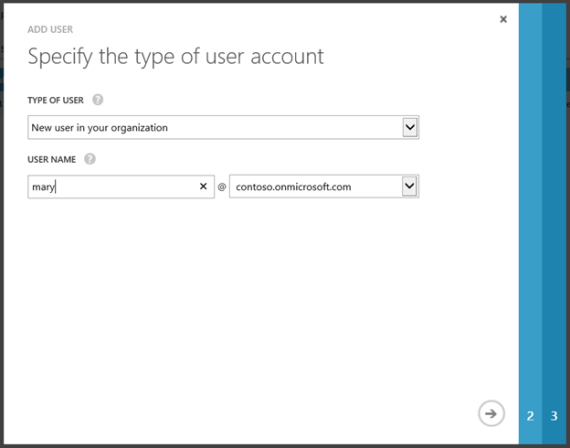 ADD USER
Specify the type of user account
TYPE OF USER ?
New user in your organization
USER NAME ?
mary @ contoso.onmicrosoft.com
2 3